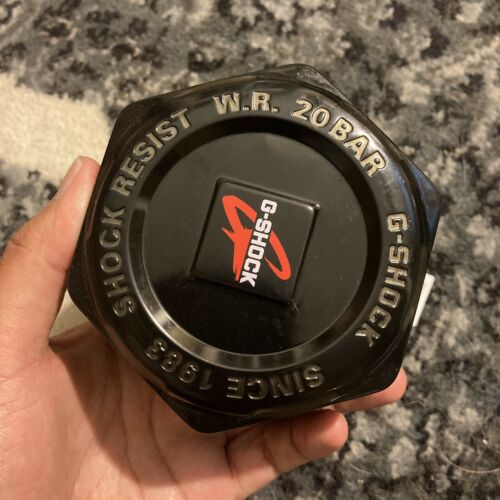 SHOCK RESIST
W.R. 20BAR
G-SHOCK
SINCE 1983
G-SHOCK